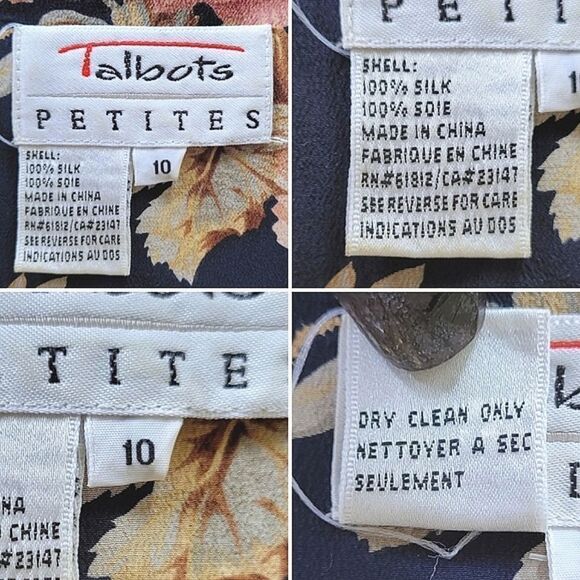 Talbots
PETITES
SHELL:
100% SILK
100% SOIE
MADE IN CHINA
FABRIQUE EN CHINE
RN#61812/CA#23147
SEE REVERSE FOR CARE
INDICATIONS AU DOS
10
PETI
SHELL:
100% SILK
100% SOIE
MADE IN CHINA
FABRIQUE EN CHINE
RN#61812/CA#23147
SEE REVERSE FOR CARE
INDICATIONS AU DOS
1
TITE
10
NA
CHINE
#23147
DRY CLEAN ONLY
NETTOYER A SEC
SEULEMENT